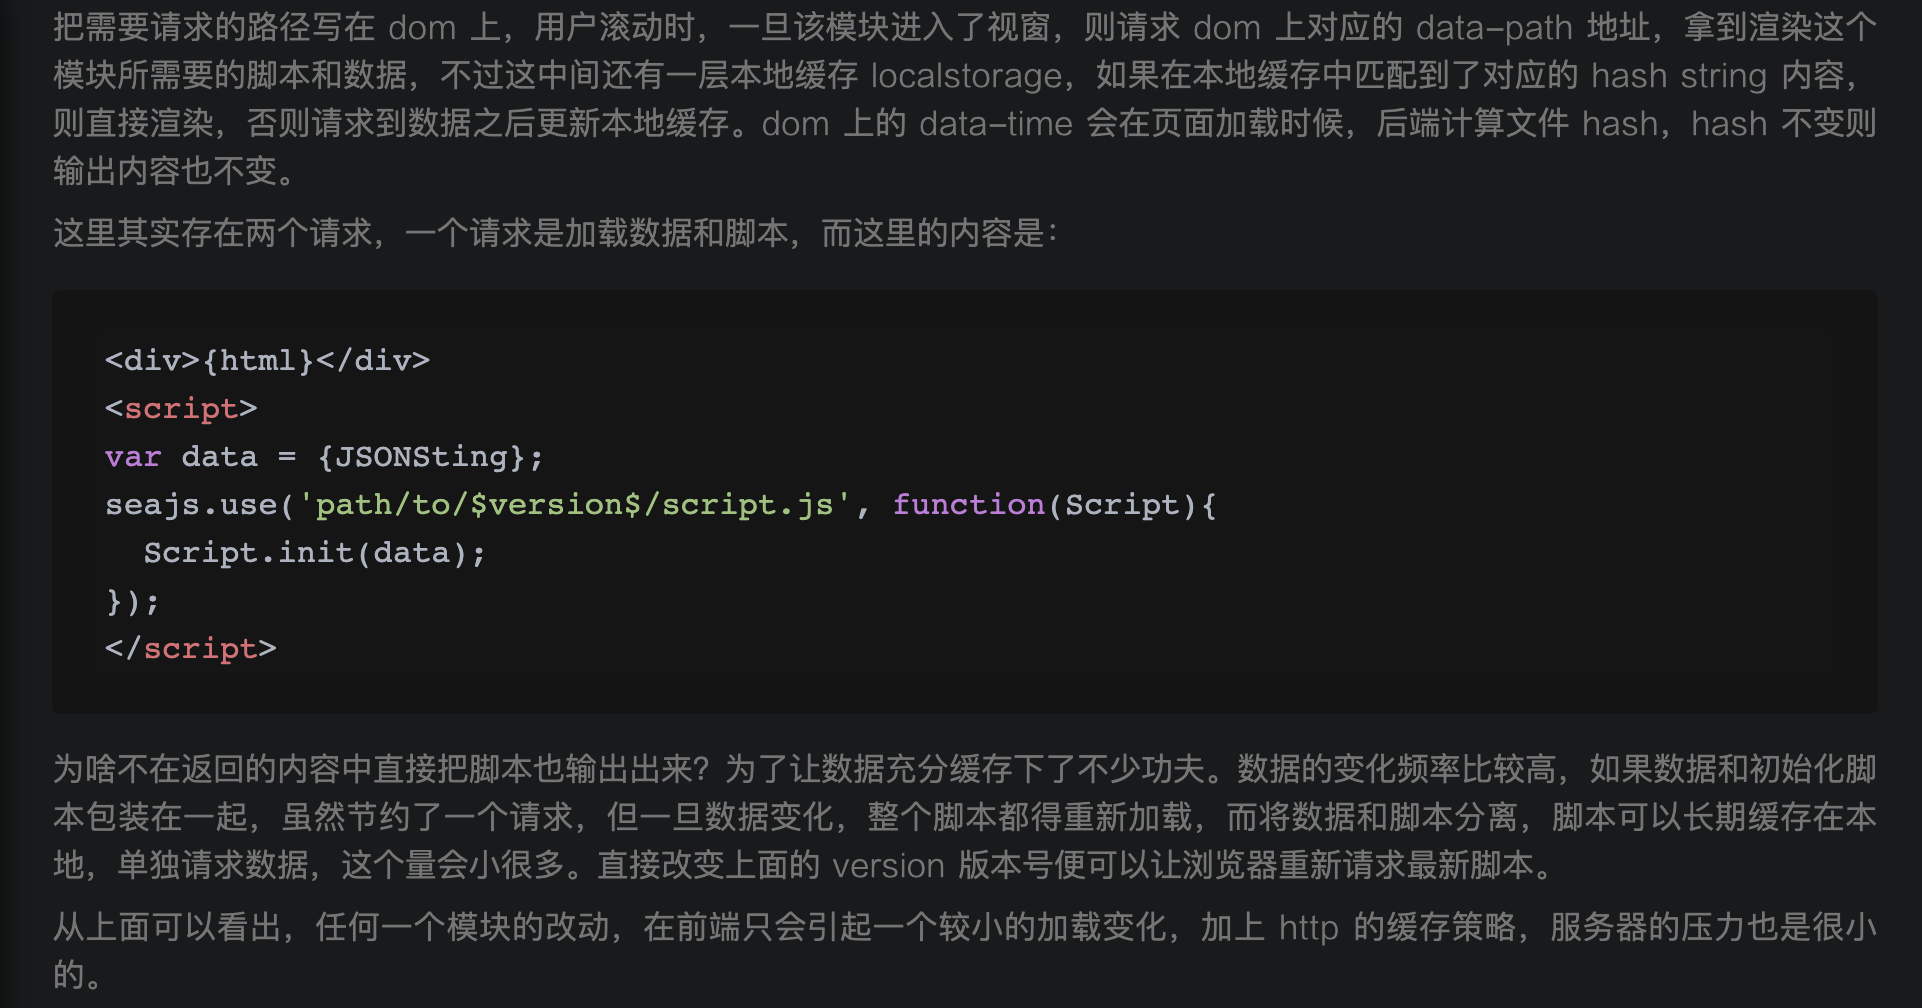 把需要请求的路径写在 dom 上，用户滚动时，一旦该模块进入了视窗，则请求 dom 上对应的 data-path 地址，拿到渲染这个
模块所需要的脚本和数据，不过这中间还有一层本地缓存 localstorage，如果在本地缓存中匹配到了对应的 hash string 内容，
则直接渲染，否则请求到数据之后更新本地缓存。dom 上的 data-time 会在页面加载时候，后端计算文件 hash，hash 不变则
输出内容也不变。
这里其实存在两个请求，一个请求是加载数据和脚本，而这里的内容是：
<div>{html}</div>
<script>
var data = {JSONSting};
seajs.use('path/to/$version$/script.js', function(Script){
  Script.init(data);
});
</script>
为啥不在返回的内容中直接把脚本也输出出来？为了让数据充分缓存下了不少功夫。数据的变化频率比较高，如果数据和初始化脚
本包装在一起，虽然节约了一个请求，但一旦数据变化，整个脚本都得重新加载，而将数据和脚本分离，脚本可以长期缓存在本
地，单独请求数据，这个量会小很多。直接改变上面的 version 版本号便可以让浏览器重新请求最新脚本。
从上面可以看出，任何一个模块的改动，在前端只会引起一个较小的加载变化，加上 http 的缓存策略，服务器的压力也是很小
的。